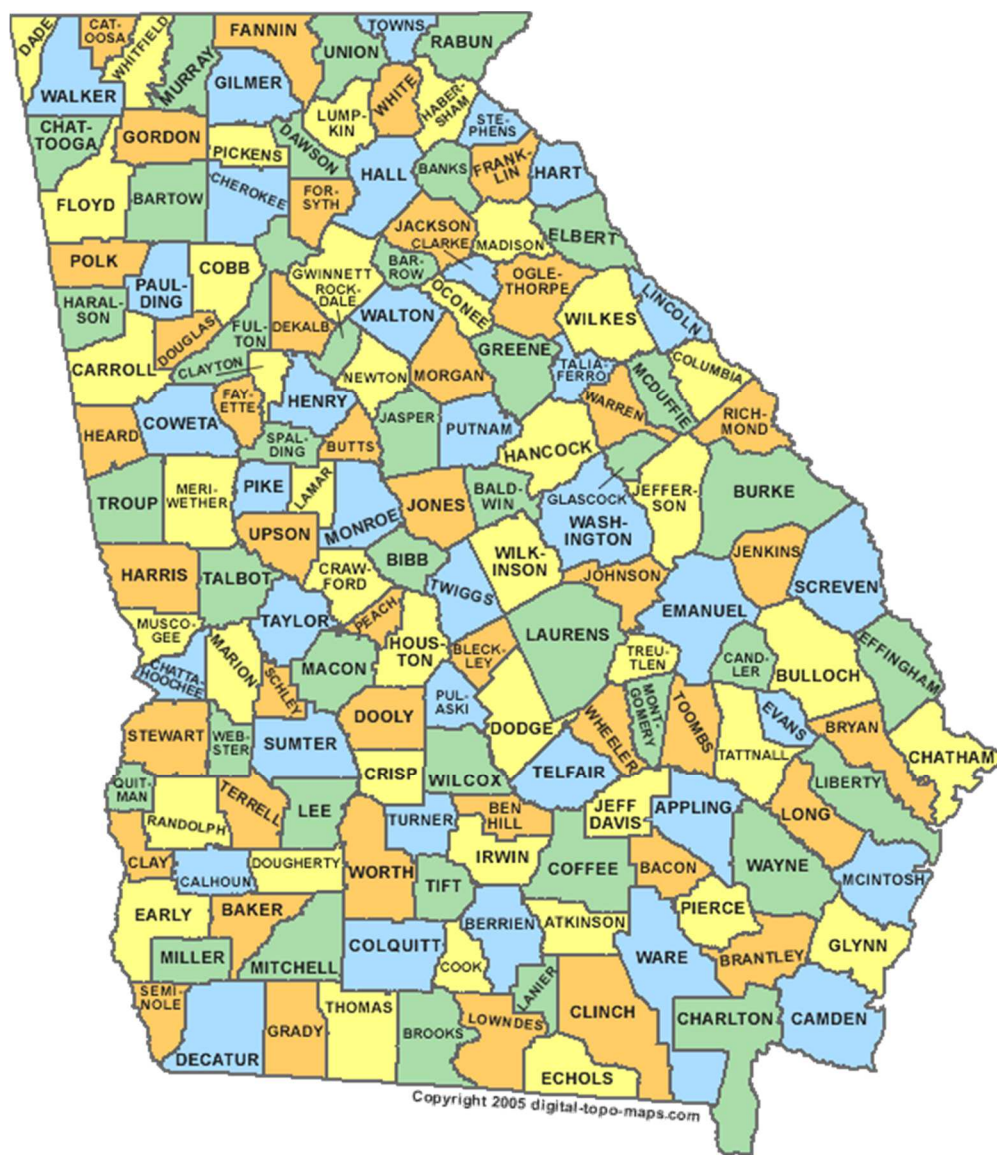 DADE
CAT-
OOSA
WHITFIELD
MURRAY
FANNIN
UNION
TOWNS
RABUN
WALKER
GILMER
WHITE
HABER-
SHAM
LUMP-
KIN
STE-
PHENS
CHAT-
TOOGA
GORDON
PICKENS
DAWSON
HALL
BANKS
FRANK-
LIN
HART
FLOYD
BARTOW
CHEROKEE
FOR-
SYTH
JACKSON
CLARKE
MADISON
ELBERT
POLK
PAUL-
DING
COBB
GWINNETT
ROCK-
DALE
BAR-
ROW
OCONEE
OGLE-
THORPE
WILKES
LINCOLN
HARAL-
SON
DOUGLAS
FUL-
TON
DEKALB
WALTON
GREENE
TALIA-
FERRO
MCDUFFIE
COLUMBIA
CARROLL
CLAYTON
NEWTON
MORGAN
WARREN
RICH-
MOND
HEARD
COWETA
FAY-
ETTE
HENRY
SPAL-
DING
BUTTS
JASPER
PUTNAM
HANCOCK
GLASCOCK
JEFFER-
SON
BURKE
TROUP
MERI-
WETHER
PIKE
LAMAR
MONROE
JONES
BALD-
WIN
WASH-
INGTON
HARRIS
TALBOT
UPSON
CRAW-
FORD
BIBB
TWIGGS
WILK-
INSON
JOHNSON
JENKINS
SCREVEN
MUSCO-
GEE
TAYLOR
PEACH
EMANUEL
CHATTA-
HOOCHEE
MARION
SCHLEY
MACON
HOUS-
TON
BLECK-
LEY
LAURENS
TREUT-
LEN
CAND-
LER
BULLOCH
EFFINGHAM
STEWART
WEB-
STER
SUMTER
DOOLY
PUL-
ASKI
DODGE
WHEELER
MONT-
GOMERY
TOOMBS
TATTNALL
EVANS
BRYAN
CHATHAM
QUIT-
MAN
RANDOLPH
TERRELL
LEE
CRISP
WILCOX
TELFAIR
JEFF
DAVIS
APPLING
LONG
LIBERTY
CLAY
CALHOUN
DOUGHERTY
WORTH
TURNER
BEN
HILL
IRWIN
COFFEE
BACON
WAYNE
MCINTOSH
EARLY
BAKER
TIFT
MILLER
MITCHELL
COLQUITT
COOK
BERRIEN
ATKINSON
WARE
PIERCE
BRANTLEY
GLYNN
SEMI-
NOLE
DECATUR
GRADY
THOMAS
BROOKS
LOWNDES
LANIER
CLINCH
ECHOLS
CHARLTON
CAMDEN
Copyright 2005 digital-topo-maps.com